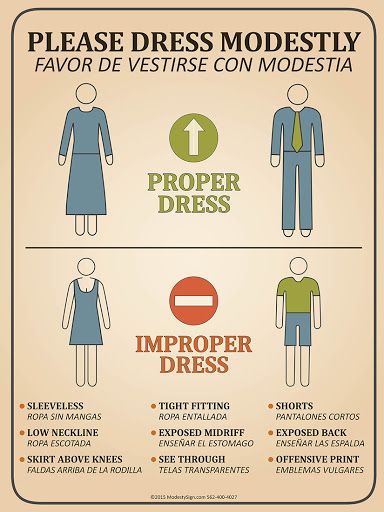 PLEASE DRESS MODESTLY
FAVOR DE VESTIRSE CON MODESTIA
PROPER
DRESS
IMPROPER
DRESS
SLEEVELESS
ROPA SIN MANGAS
LOW NECKLINE
ROPA ESCOTADA
SKIRT ABOVE KNEES
FALDAS ARRIBA DE LA RODILLA
TIGHT FITTING
ROPA ENTALLADA
EXPOSED MIDRIFF
ENSEÑAR EL ESTOMAGO
SEE THROUGH
TELAS TRANSPARENTES
SHORTS
PANTALONES CORTOS
EXPOSED BACK
ENSEÑAR LAS ESPALDA
OFFENSIVE PRINT
EMBLEMAS VULGARES
©2015 ModestySign.com 562-400-4027